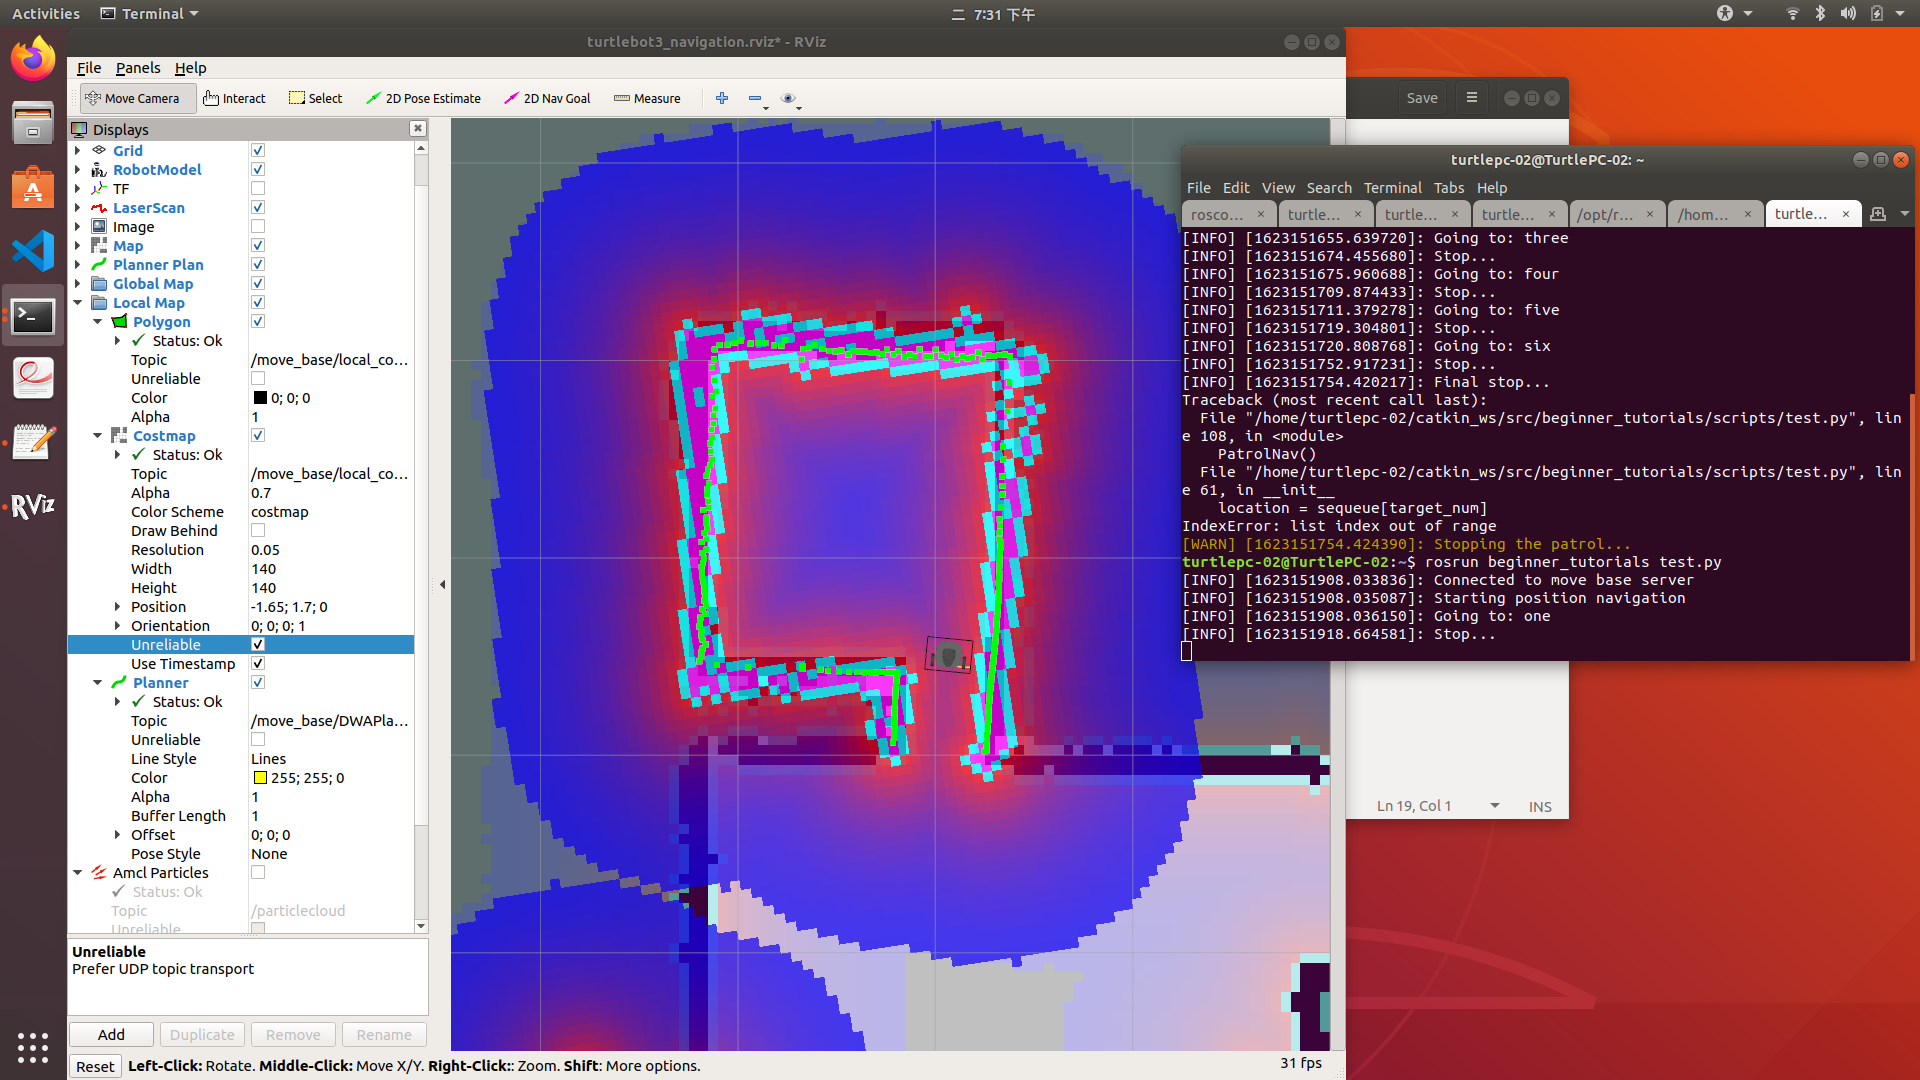 Activities
Terminal
二 7:31 下午
turtlebot3_navigation.rviz* - RViz
File Panels Help
Move Camera Interact Select 2D Pose Estimate 2D Nav Goal Measure
Displays
Grid
RobotModel
TF
LaserScan
Image
Map
Planner Plan
Global Map
Local Map
Polygon
Status: Ok
Topic /move_base/local_co...
Unreliable
Color 0; 0; 0
Alpha 1
Costmap
Status: Ok
Topic /move_base/local_co...
Alpha 0.7
Color Scheme costmap
Draw Behind
Resolution 0.05
Width 140
Height 140
Position -1.65; 1.7; 0
Orientation 0; 0; 0; 1
Unreliable
Use Timestamp
Planner
Status: Ok
Topic /move_base/DWAPla...
Unreliable
Line Style Lines
Color 255; 255; 0
Alpha 1
Buffer Length 1
Offset 0; 0; 0
Pose Style None
Amcl Particles
Status: Ok
Topic /particlecloud
Unreliable
Unreliable
Prefer UDP topic transport
Add Duplicate Remove Rename
Reset Left-Click: Rotate. Middle-Click: Move X/Y. Right-Click:: Zoom. Shift: More options. 31 fps
RViz
Save
turtlepc-02@TurtlePC-02: ~
File Edit View Search Terminal Tabs Help
rosco... turtle... turtle... turtle... /opt/r... /hom... turtle...
[INFO] [1623151655.639720]: Going to: three
[INFO] [1623151674.455680]: Stop...
[INFO] [1623151675.960688]: Going to: four
[INFO] [1623151709.874433]: Stop...
[INFO] [1623151711.379278]: Going to: five
[INFO] [1623151719.304801]: Stop...
[INFO] [1623151720.808768]: Going to: six
[INFO] [1623151752.917231]: Stop...
[INFO] [1623151754.420217]: Final stop...
Traceback (most recent call last):
File "/home/turtlepc-02/catkin_ws/src/beginner_tutorials/scripts/test.py", lin
e 108, in <module>
PatrolNav()
File "/home/turtlepc-02/catkin_ws/src/beginner_tutorials/scripts/test.py", lin
e 61, in __init__
location = sequeue[target_num]
IndexError: list index out of range
[WARN] [1623151754.424390]: Stopping the patrol...
turtlepc-02@TurtlePC-02:~$ rosrun beginner_tutorials test.py
[INFO] [1623151908.033836]: Connected to move base server
[INFO] [1623151908.035087]: Starting position navigation
[INFO] [1623151908.036150]: Going to: one
[INFO] [1623151918.664581]: Stop...
Ln 19, Col 1 INS